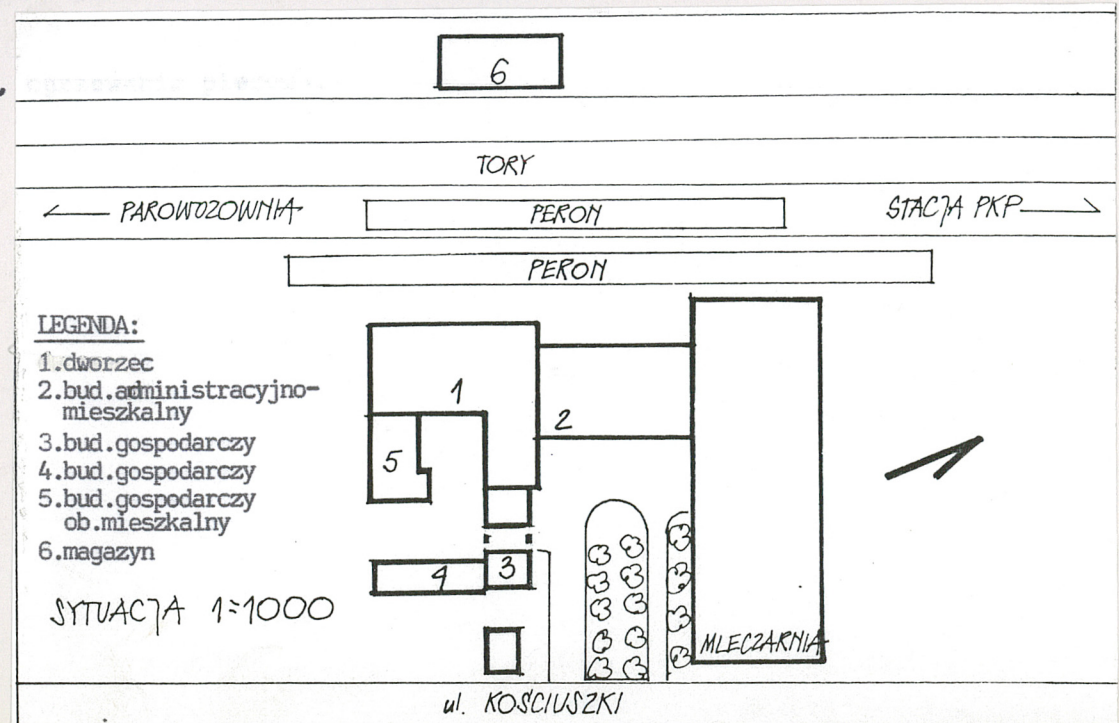 6
TORY
PAROWOZOWNIA
PERON
STACJA PKP
PERON
LEGENDA:
1.dworzec
2.bud.administracyjno-
mieszkalny
3.bud.gospodarczy
4.bud.gospodarczy
5.bud.gospodarczy
ob.mieszkalny
6.magazyn
1
2
5
4
3
SYTUACJA 1:1000
MLECZARNIA
ul. KOŚCIUSZKI